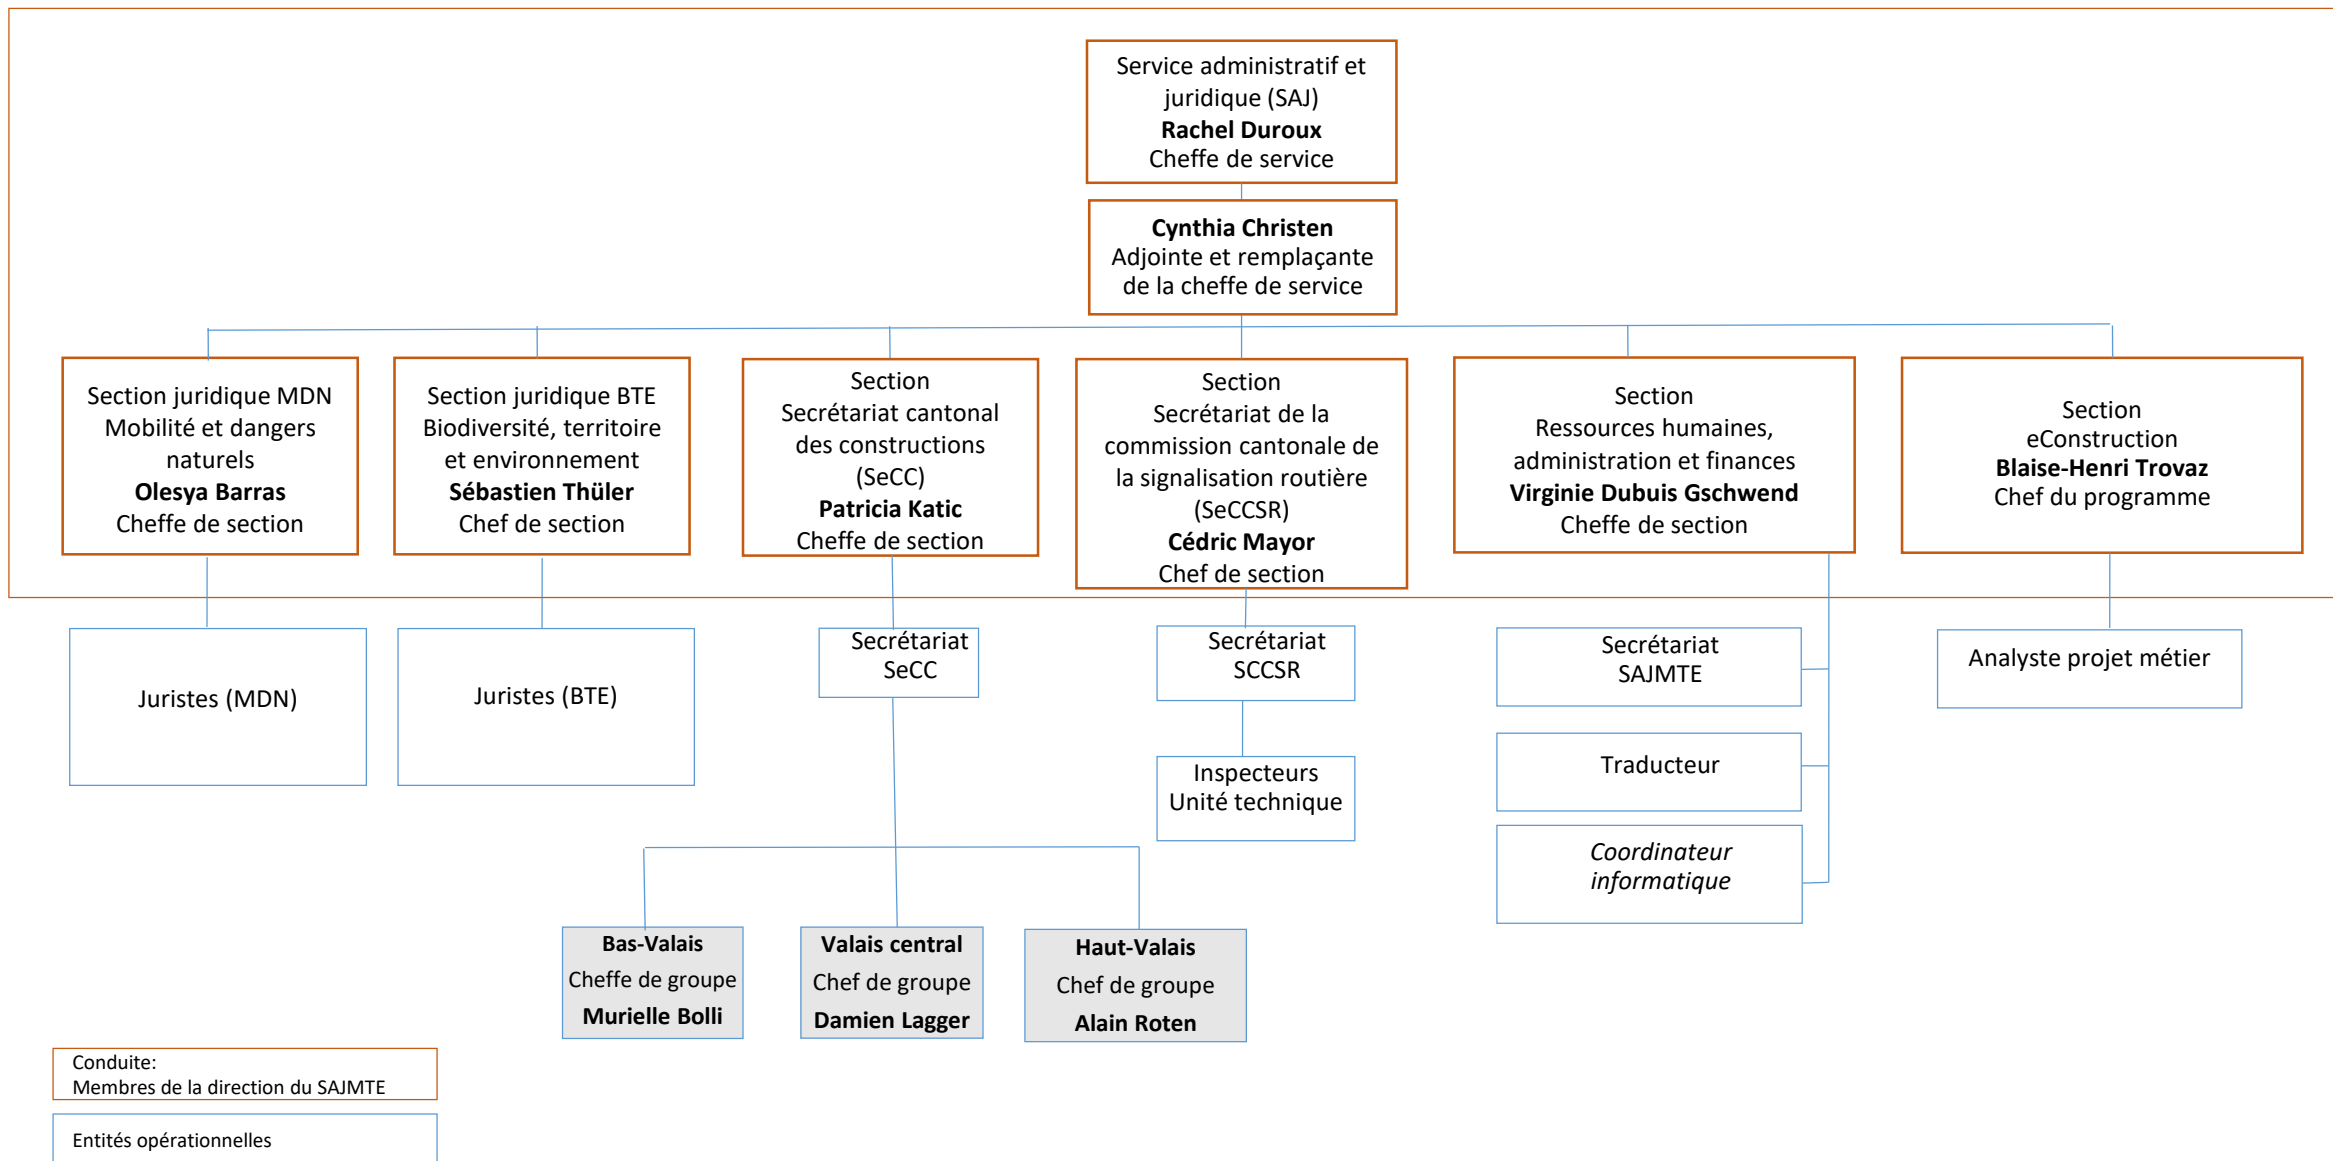 Service administratif et
juridique (SAJ)
Rachel Duroux
Cheffe de service
Cynthia Christen
Adjointe et remplaçante
de la cheffe de service
Section juridique MDN
Mobilité et dangers
naturels
Olesya Barras
Cheffe de section
Section juridique BTE
Biodiversité, territoire
et environnement
Sébastien Thüler
Chef de section
Section
Secrétariat cantonal
des constructions
(SeCC)
Patricia Katic
Cheffe de section
Section
Secrétariat de la
commission cantonale de
la signalisation routière
(SeCCSR)
Cédric Mayor
Chef de section
Section
Ressources humaines,
administration et finances
Virginie Dubuis Gschwend
Cheffe de section
Section
eConstruction
Blaise-Henri Trovaz
Chef du programme
Juristes (MDN)
Juristes (BTE)
Secrétariat
SeCC
Secrétariat
SCCSR
Secrétariat
SAJMTE
Analyste projet métier
Inspecteurs
Unité technique
Traducteur
Coordinateur
informatique
Bas-Valais
Cheffe de groupe
Murielle Bolli
Valais central
Chef de groupe
Damien Lagger
Haut-Valais
Chef de groupe
Alain Roten
Conduite:
Membres de la direction du SAJMTE
Entités opérationnelles